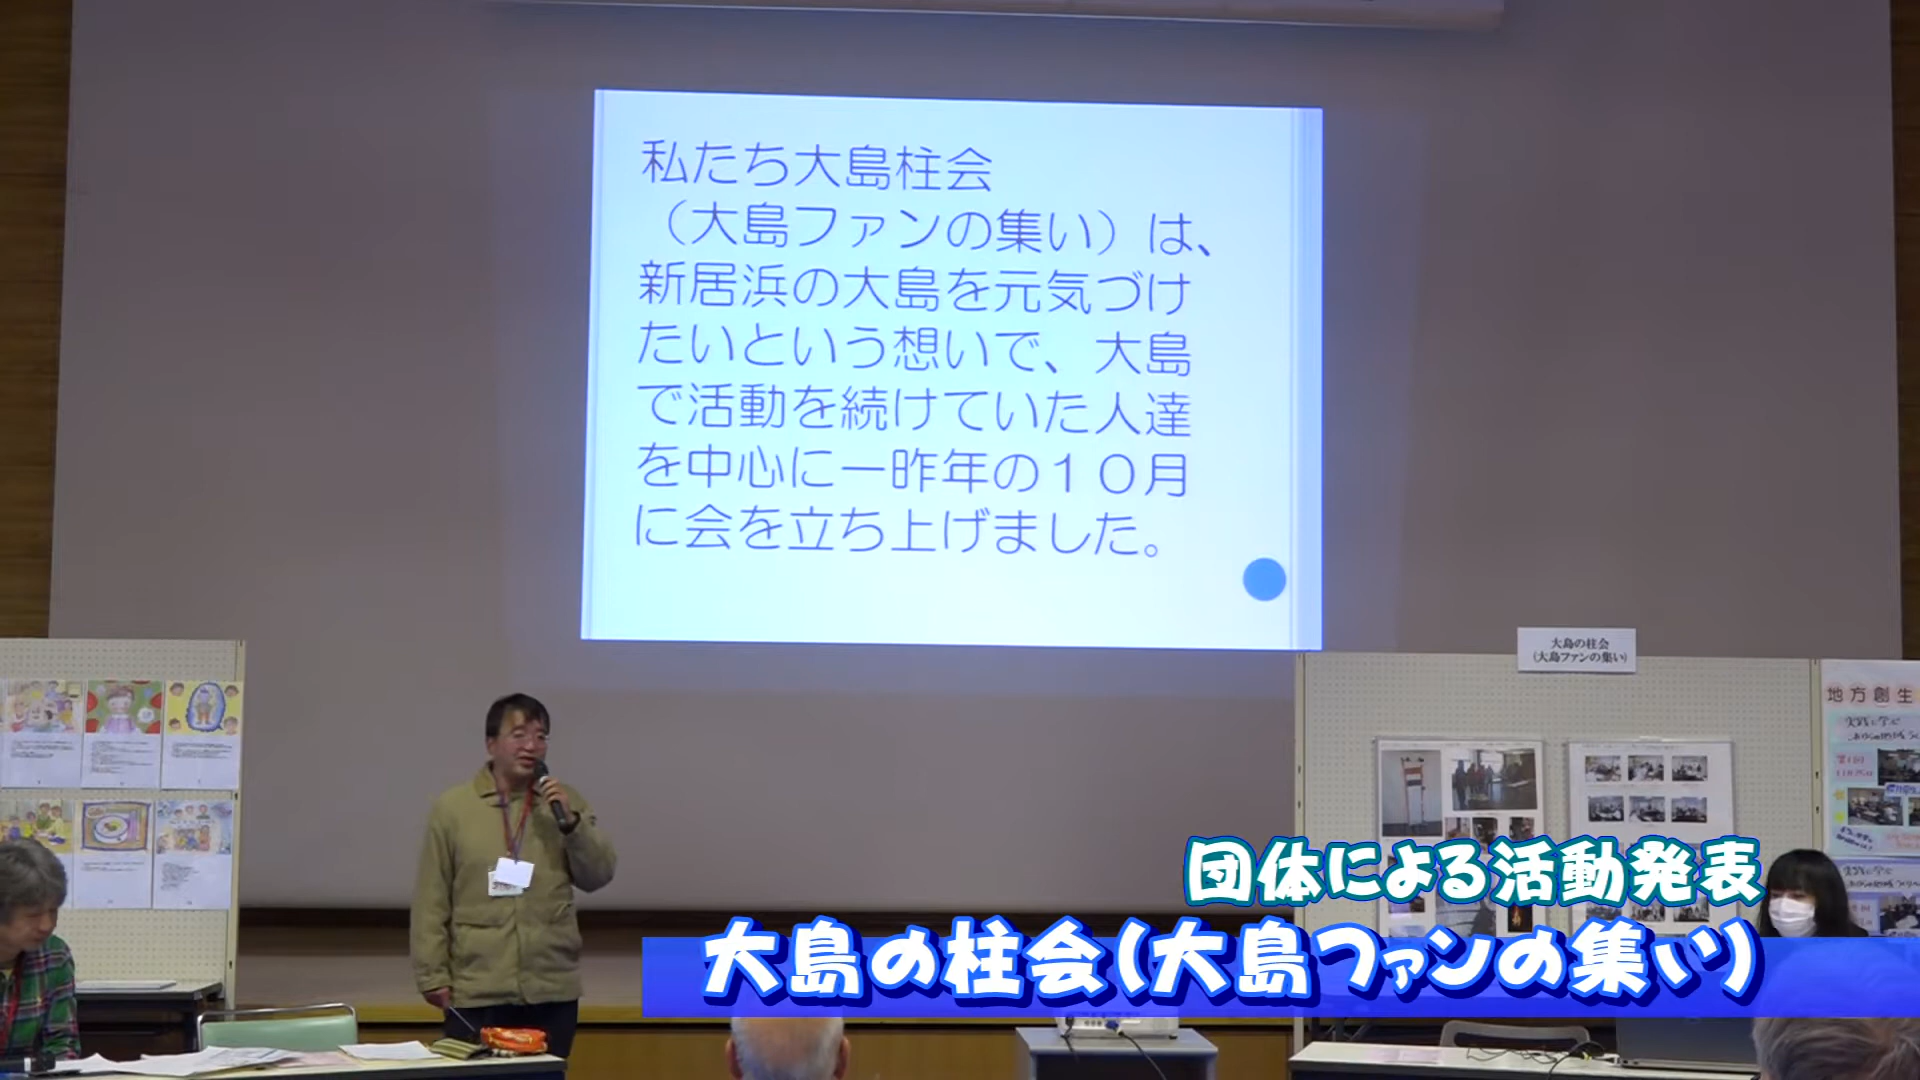 私たち大島柱会
（大島ファンの集い）は、
新居浜の大島を元気づけ
たいという想いで、大島
で活動を続けていた人達
を中心に一昨年の１０月
に会を立ち上げました。
大島の柱会
(大島ファンの集い)
地方創生
団体による活動発表
大島の柱会(大島ファンの集い)